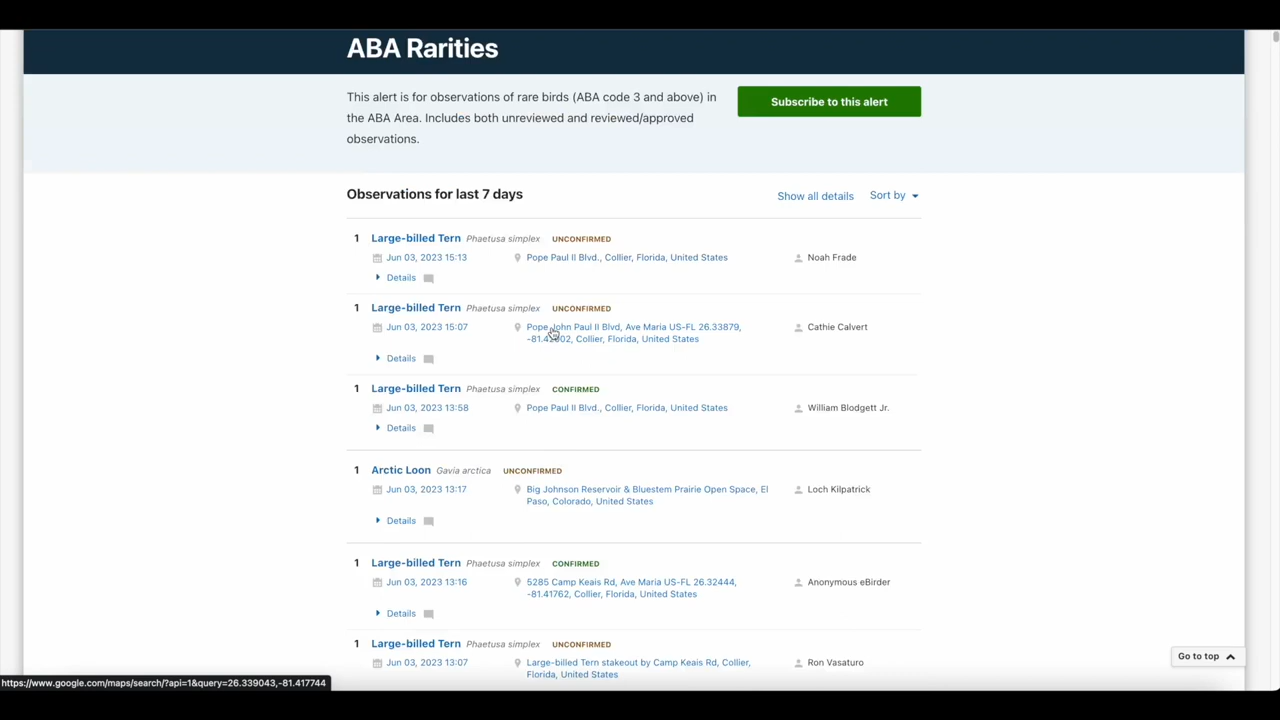 ABA Rarities
This alert is for observations of rare birds (ABA code 3 and above) in
the ABA Area. Includes both unreviewed and reviewed/approved
observations.
Subscribe to this alert
Observations for last 7 days
Show all details
Sort by
1 Large-billed Tern Phaetusa simplex UNCONFIRMED
Jun 03, 2023 15:13 Pope Paul II Blvd., Collier, Florida, United States Noah Frade
Details
1 Large-billed Tern Phaetusa simplex UNCONFIRMED
Jun 03, 2023 15:07 Pope John Paul II Blvd, Ave Maria US-FL 26.33879, Cathie Calvert
Collier, Florida, United States
Details
1 Large-billed Tern Phaetusa simplex CONFIRMED
Jun 03, 2023 13:58 Pope Paul II Blvd., Collier, Florida, United States William Blodgett Jr.
Details
1 Arctic Loon Gavia arctica UNCONFIRMED
Jun 03, 2023 13:17 Big Johnson Reservoir & Bluestem Prairie Open Space, El Loch Kilpatrick
Paso, Colorado, United States
Details
1 Large-billed Tern Phaetusa simplex CONFIRMED
Jun 03, 2023 13:16 5285 Camp Keais Rd, Ave Maria US-FL 26.32444, Anonymous eBirder
-81.41762, Collier, Florida, United States
Details
1 Large-billed Tern Phaetusa simplex UNCONFIRMED
Jun 03, 2023 13:07 Large-billed Tern stakeout by Camp Keais Rd, Collier, Ron Vasaturo
Florida, United States
Go to top
https://www.google.com/maps/search/?api=1&query=26.339043,-81.417744